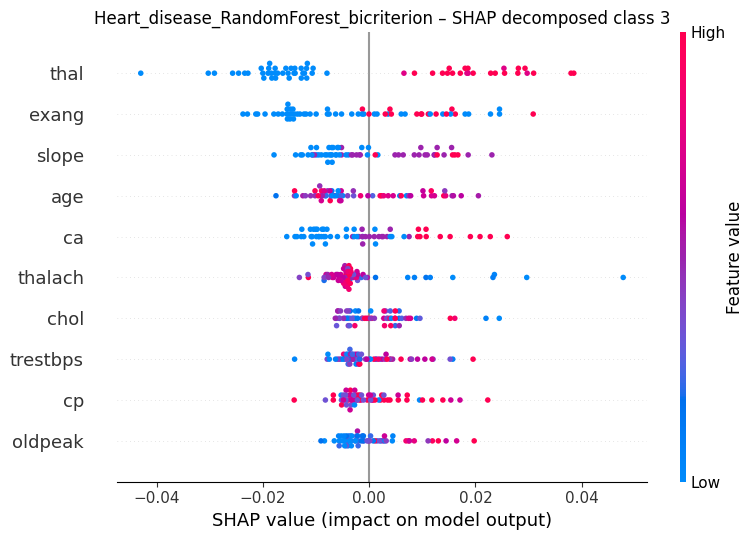 Heart_disease_RandomForest_bicriterion – SHAP decomposed class 3
High
thal
exang
slope
age
ca
thalach
chol
trestbps
cp
oldpeak
Feature value
Low
−0.04 −0.02 0.00 0.02 0.04
SHAP value (impact on model output)